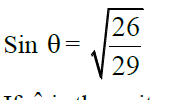 Sin θ = √(26/29)